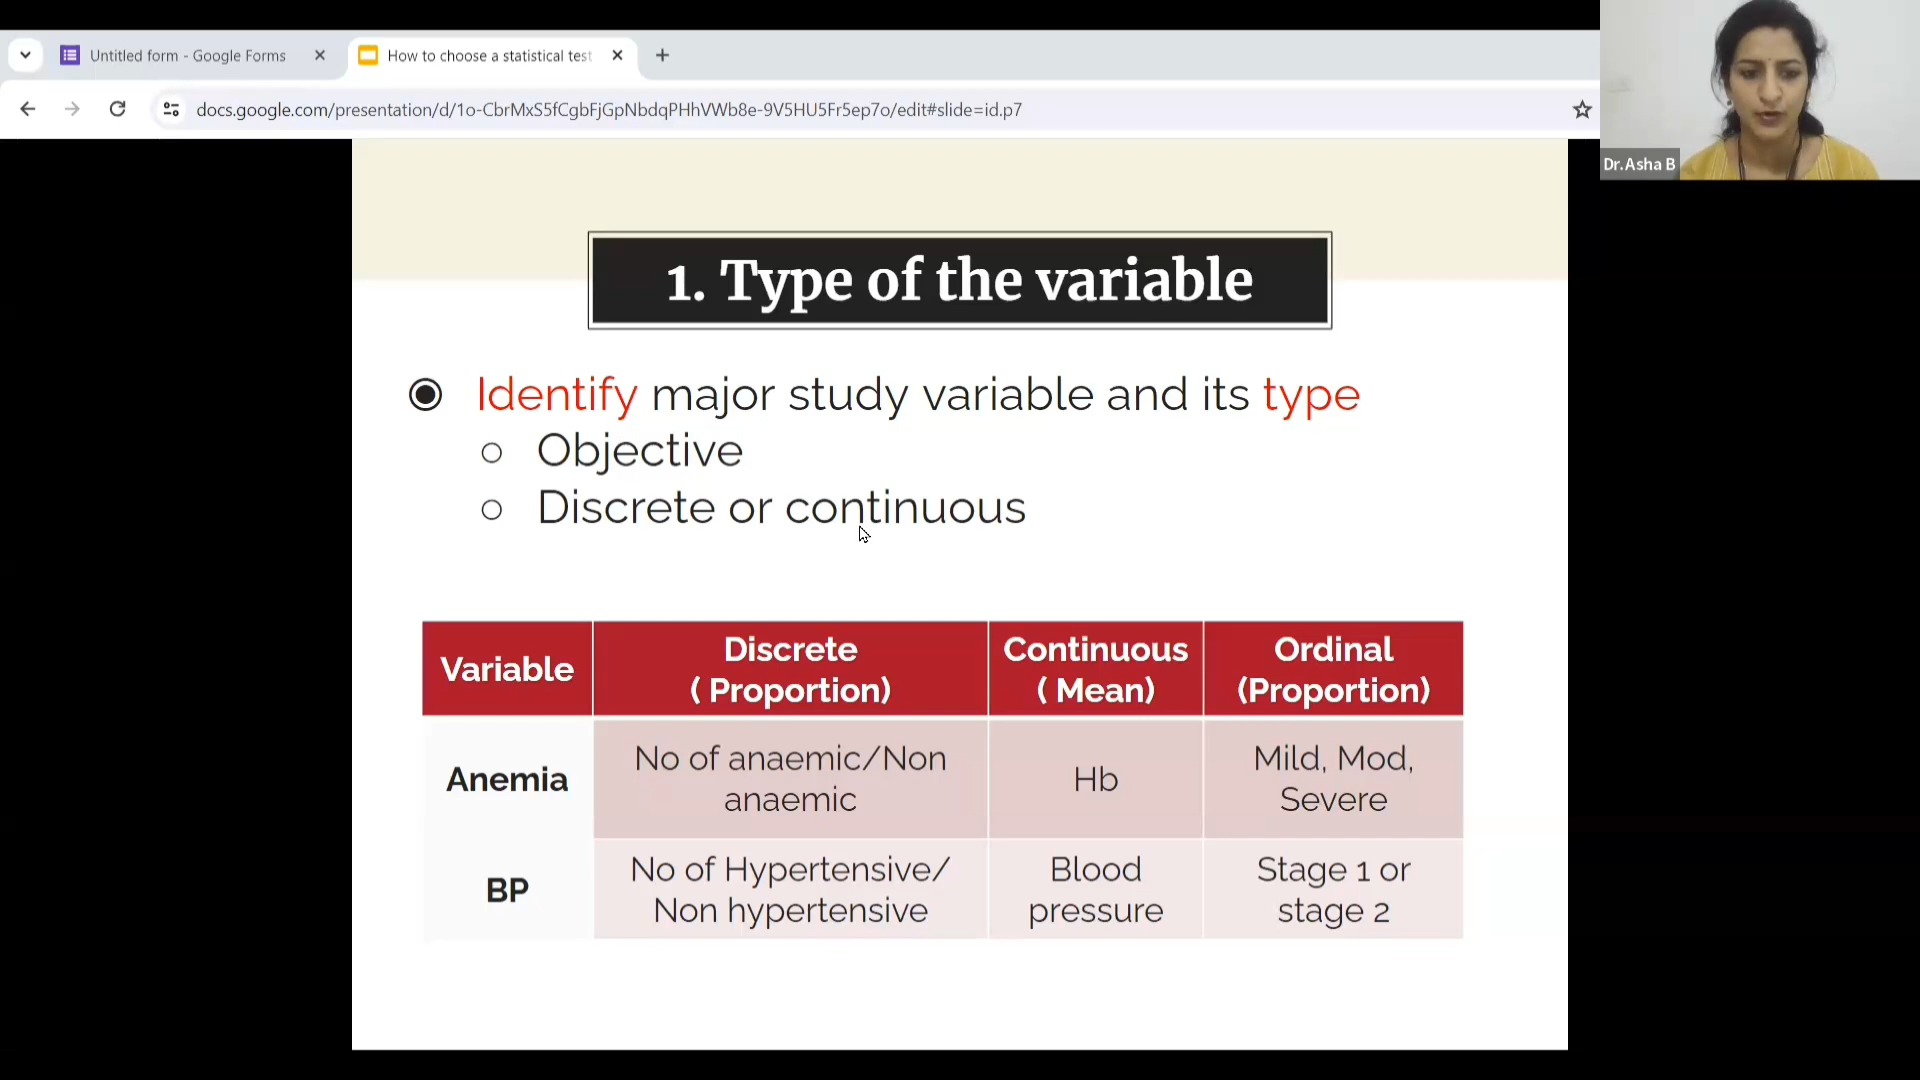 Untitled form - Google Forms
How to choose a statistical test
docs.google.com/presentation/d/1o-CbrMxS5fCgbFjGpNbdqPHhVWb8e-9V5HU5Fr5ep7o/edit#slide=id.p7
Dr.Asha B
1. Type of the variable
Identify major study variable and its type
Objective
Discrete or continuous
Variable
Discrete
( Proportion)
Continuous
( Mean)
Ordinal
(Proportion)
Anemia
No of anaemic/Non
anaemic
Hb
Mild, Mod,
Severe
BP
No of Hypertensive/
Non hypertensive
Blood
pressure
Stage 1 or
stage 2